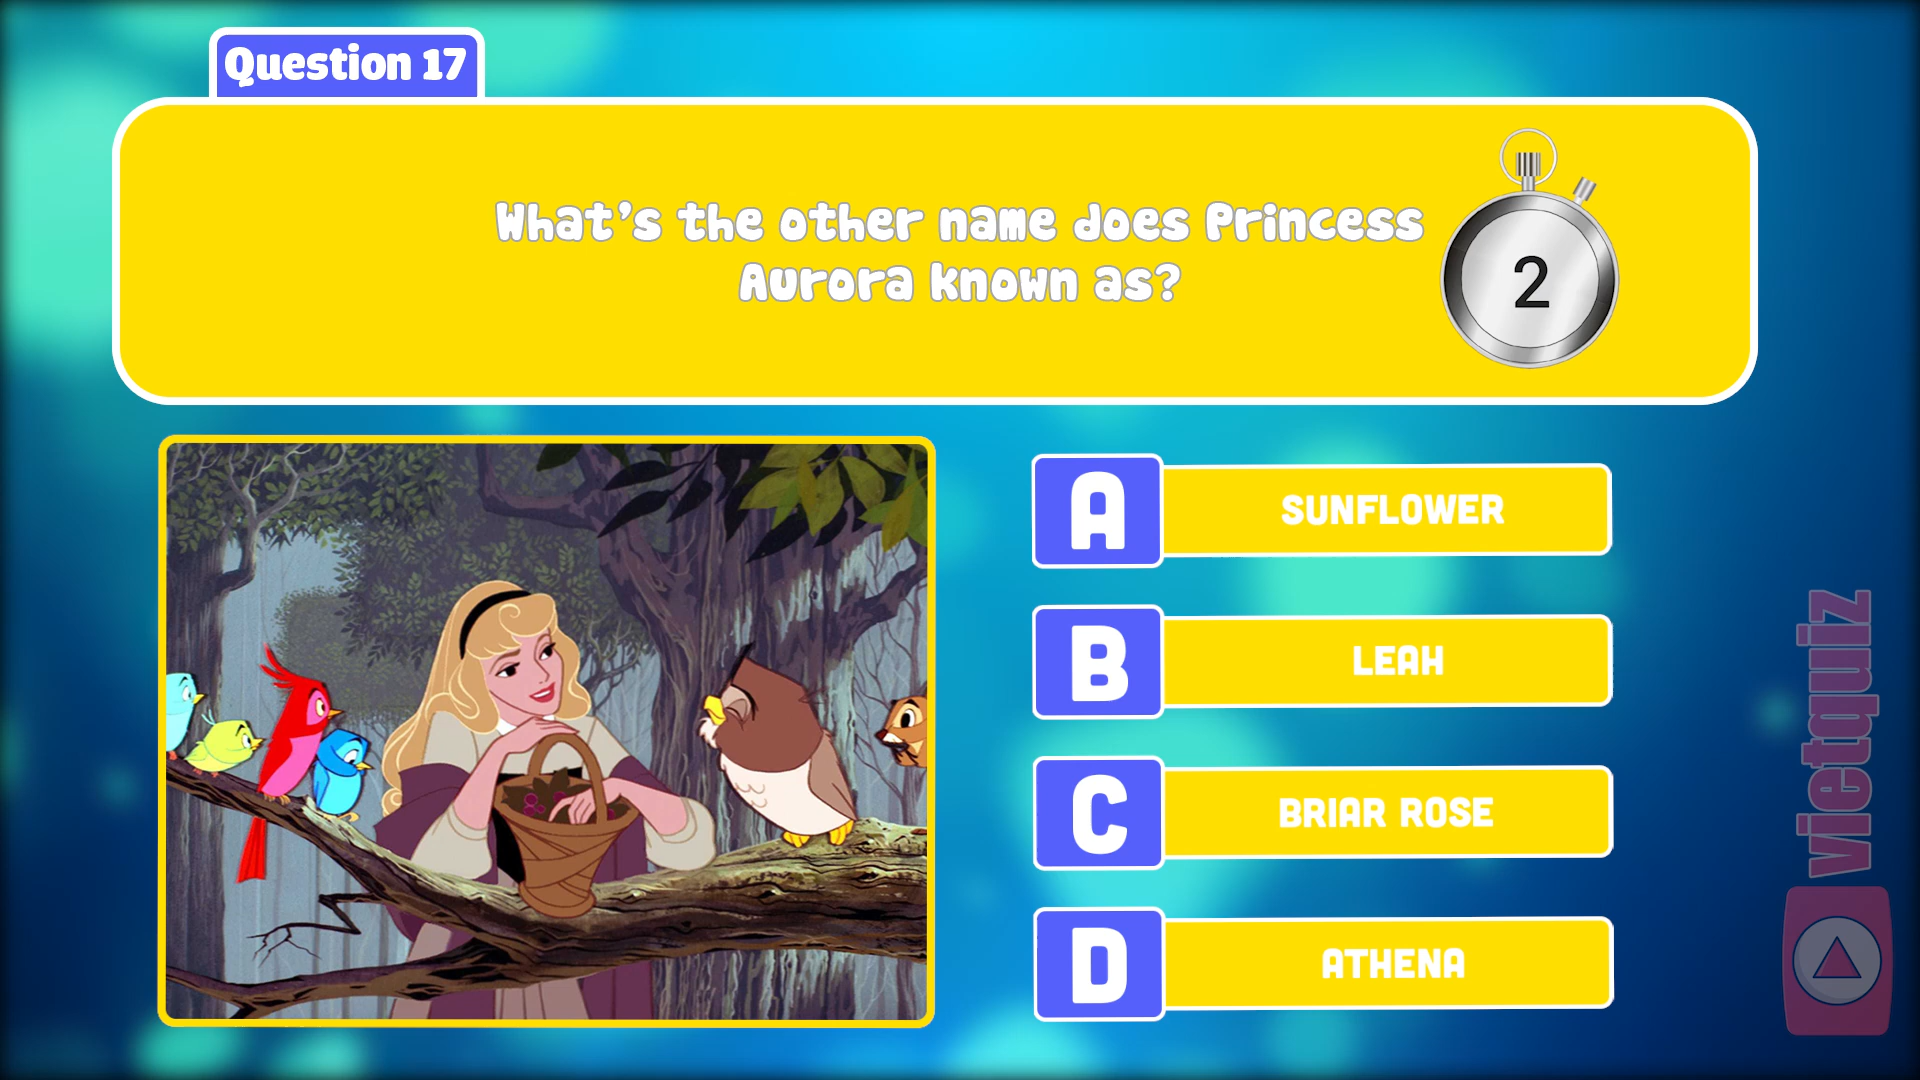 Question 17
What's the other name does Princess
Aurora known as?
2
A
SUNFLOWER
B
LEAH
C
BRIAR ROSE
D
ATHENA
vietquiz